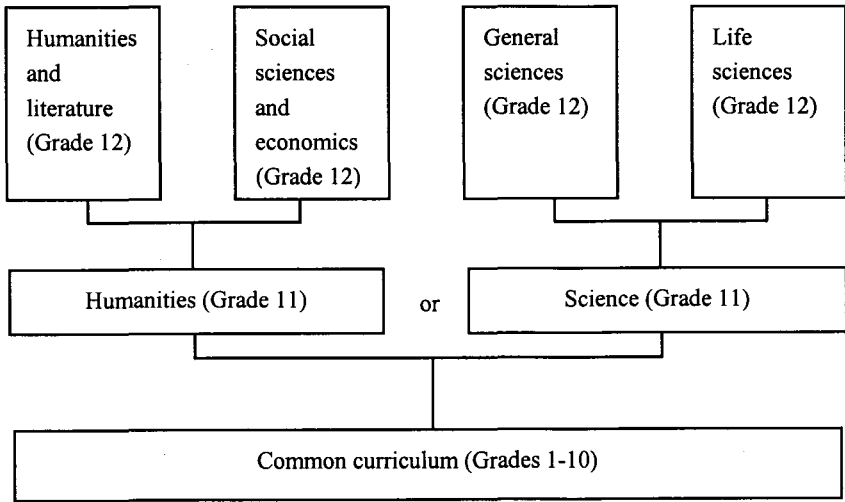 Humanities
and
literature
(Grade 12)
Social
sciences
and
economics
(Grade 12)
General
sciences
(Grade 12)
Life
sciences
(Grade 12)
Humanities (Grade 11)
or
Science (Grade 11)
Common curriculum (Grades 1-10)